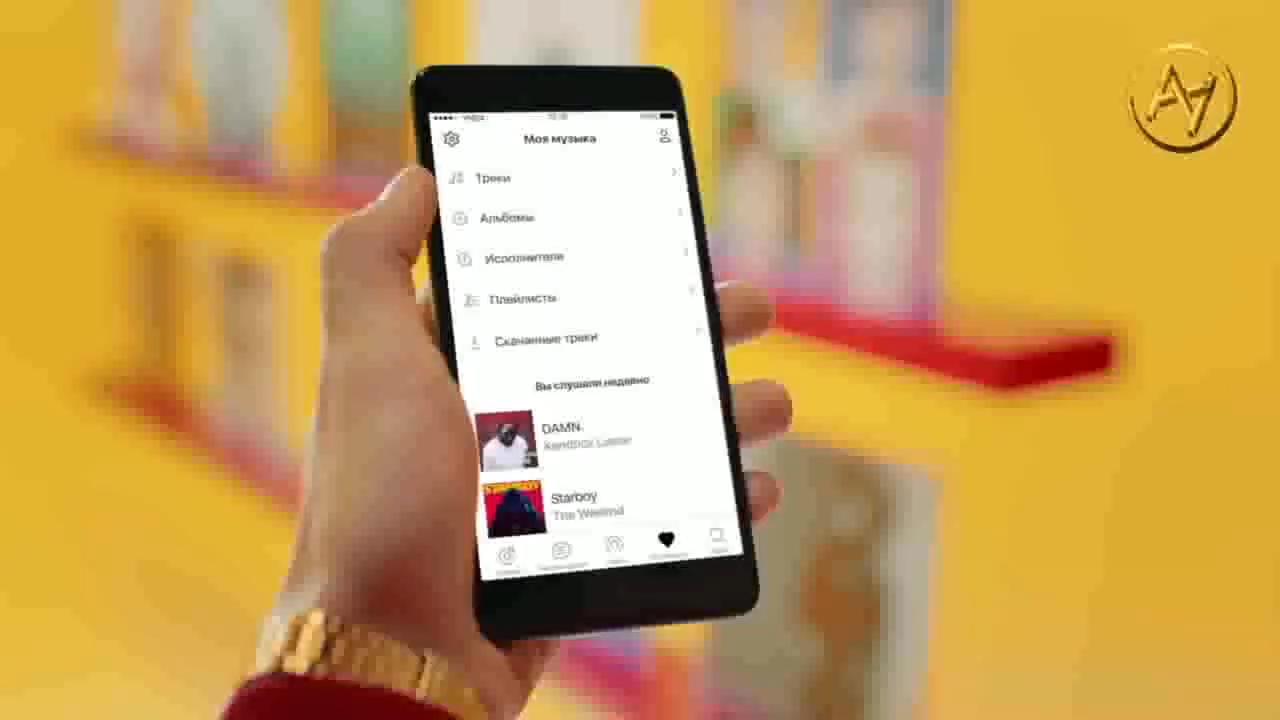 Моя музыка
Треки
Альбомы
Исполнители
Плейлисты
Скачанные треки
Вы слушали недавно
DAMN.
Kendrick Lamar
Starboy
The Weeknd